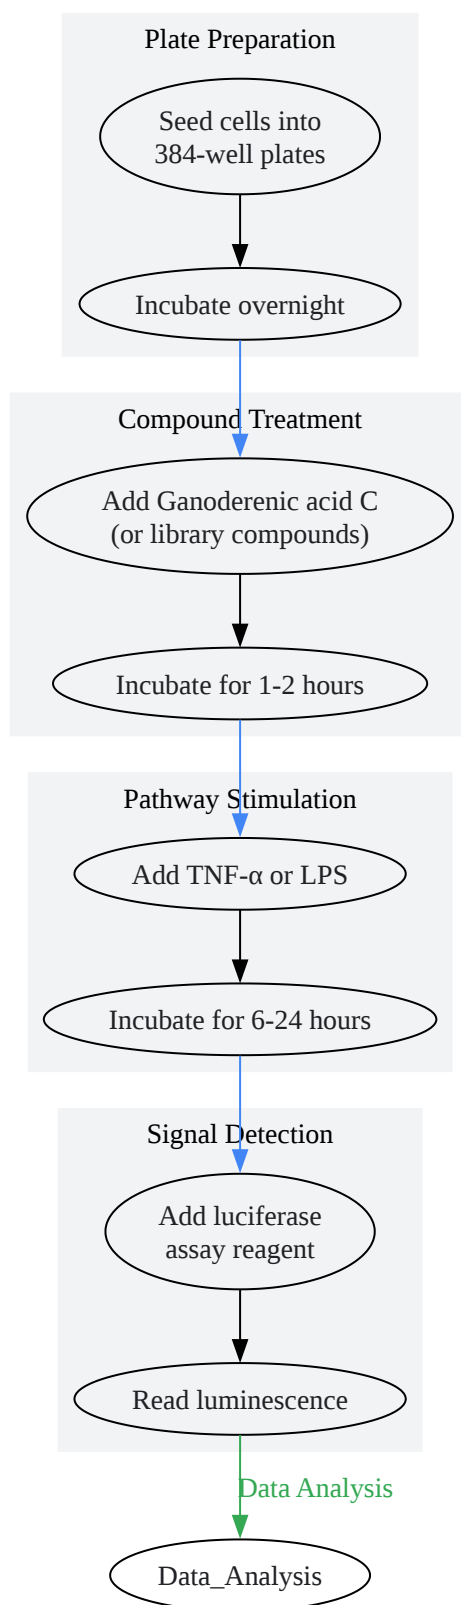 Plate Preparation
Seed cells into
384-well plates
Incubate overnight
Compound Treatment
Add Ganoderenic acid C
(or library compounds)
Incubate for 1-2 hours
Pathway Stimulation
Add TNF-α or LPS
Incubate for 6-24 hours
Signal Detection
Add luciferase
assay reagent
Read luminescence
Data Analysis
Data_Analysis